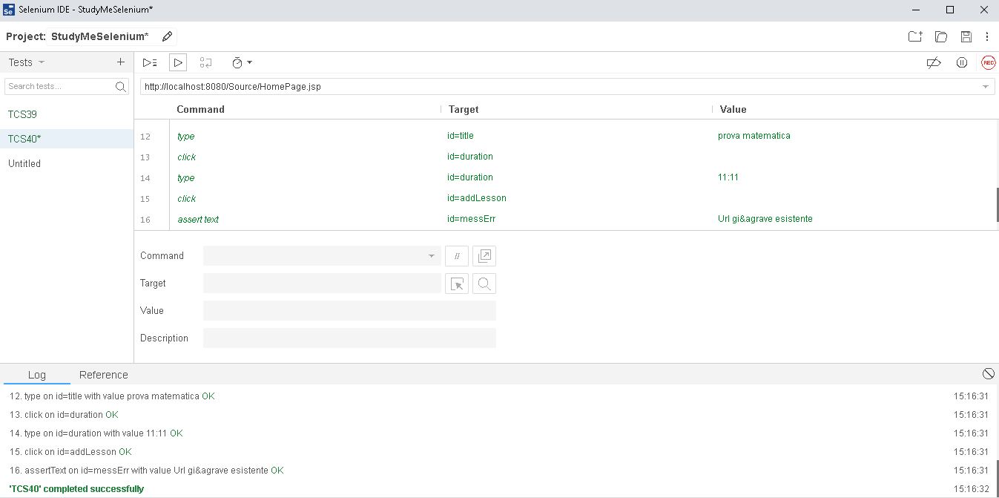 Selenium IDE - StudyMeSelenium*
Project: StudyMeSelenium*
Tests
Search tests...
TCS39
TCS40*
Untitled
REC
http://localhost:8080/Source/HomePage.jsp
Command Target Value
12 type id=title prova matematica
13 click id=duration
14 type id=duration 11:11
15 click id=addLesson
16 assert text id=messErr Url gi&agrave esistente
Command //
Target
Value
Description
Log Reference
12. type on id=title with value prova matematica OK 15:16:31
13. click on id=duration OK 15:16:31
14. type on id=duration with value 11:11 OK 15:16:31
15. click on id=addLesson OK 15:16:31
16. assertText on id=messErr with value Url gi&agrave esistente OK 15:16:31
'TCS40' completed successfully 15:16:32